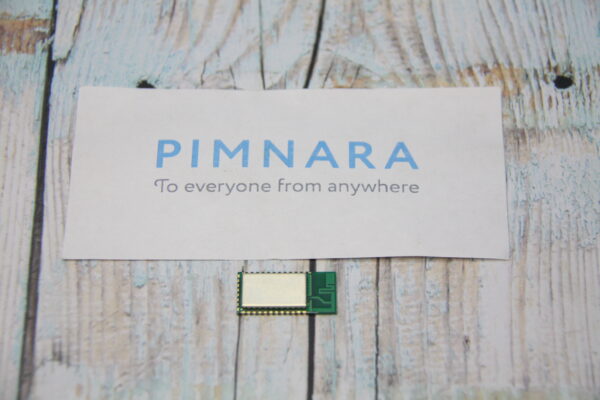 PIMNARA
To everyone from anywhere